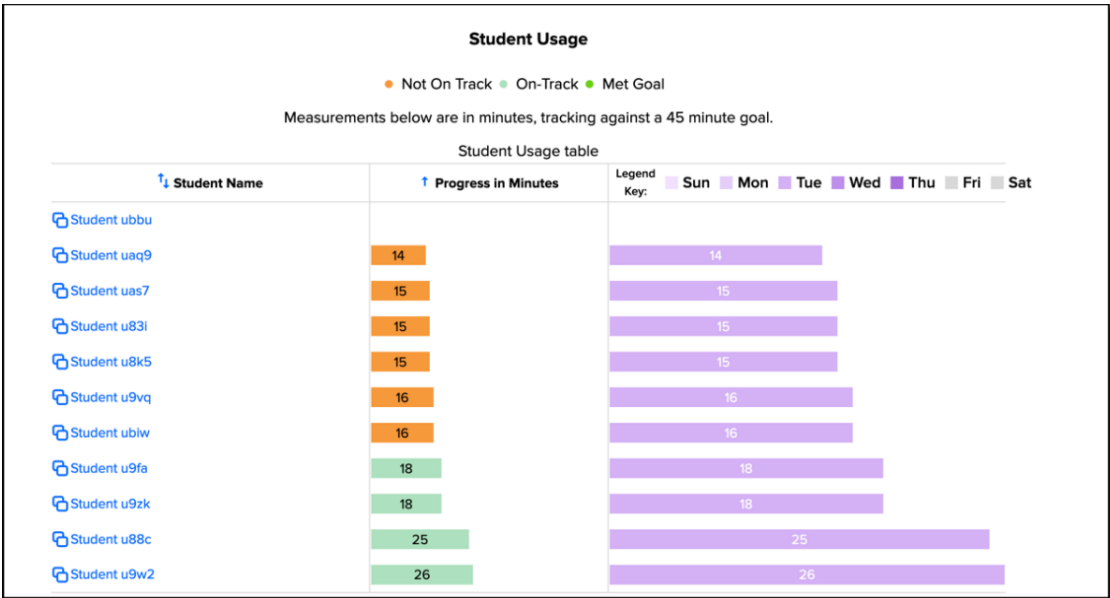 Student Usage
Not On Track On-Track Met Goal
Measurements below are in minutes, tracking against a 45 minute goal.
Student Usage table
Student Name Progress in Minutes Legend Key: Sun Mon Tue Wed Thu Fri Sat
Student ubbu
Student uaq9 14 14
Student uas7 15 15
Student u83i 15 15
Student u8k5 15 15
Student u9vq 16 16
Student ubiw 16 16
Student u9fa 18 18
Student u9zk 18 18
Student u88c 25 25
Student u9w2 26 26